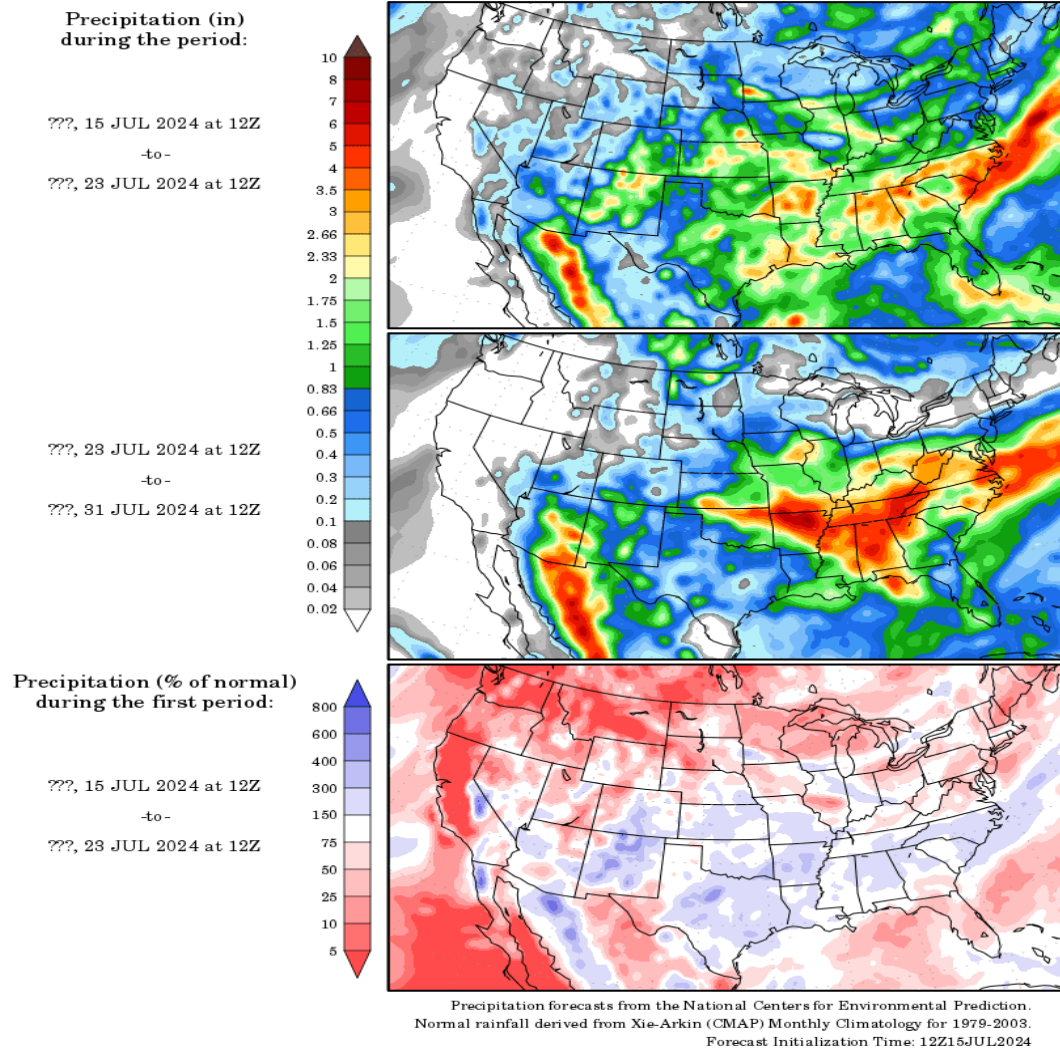 Precipitation (in)
during the period:
???, 15 JUL 2024 at 12Z
-to-
???, 23 JUL 2024 at 12Z
10
8
7
6
5
4
3.5
3
2.66
2.33
2
1.75
1.5
1.25
1
0.83
0.66
0.5
0.4
0.3
0.2
0.1
0.08
0.06
0.04
0.02
???, 23 JUL 2024 at 12Z
-to-
???, 31 JUL 2024 at 12Z
Precipitation (% of normal)
during the first period:
???, 15 JUL 2024 at 12Z
-to-
???, 23 JUL 2024 at 12Z
800
600
400
300
150
75
50
25
10
5
Precipitation forecasts from the National Centers for Environmental Prediction.
Normal rainfall derived from Xie-Arkin (CMAP) Monthly Climatology for 1979-2003.
Forecast Initialization Time: 12Z15JUL2024